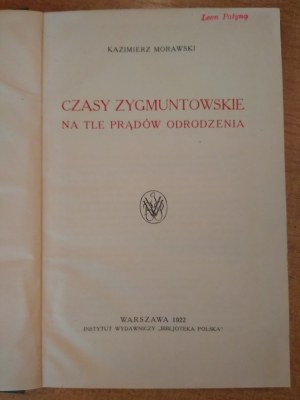 KAZIMIERZ MORAWSKI
CZASY ZYGMUNTOWSKIE
NA TLE PRĄDÓW ODRODZENIA
WARSZAWA 1922
INSTYTUT WYDAWNICZY „BIBLJOTEKA POLSKA"